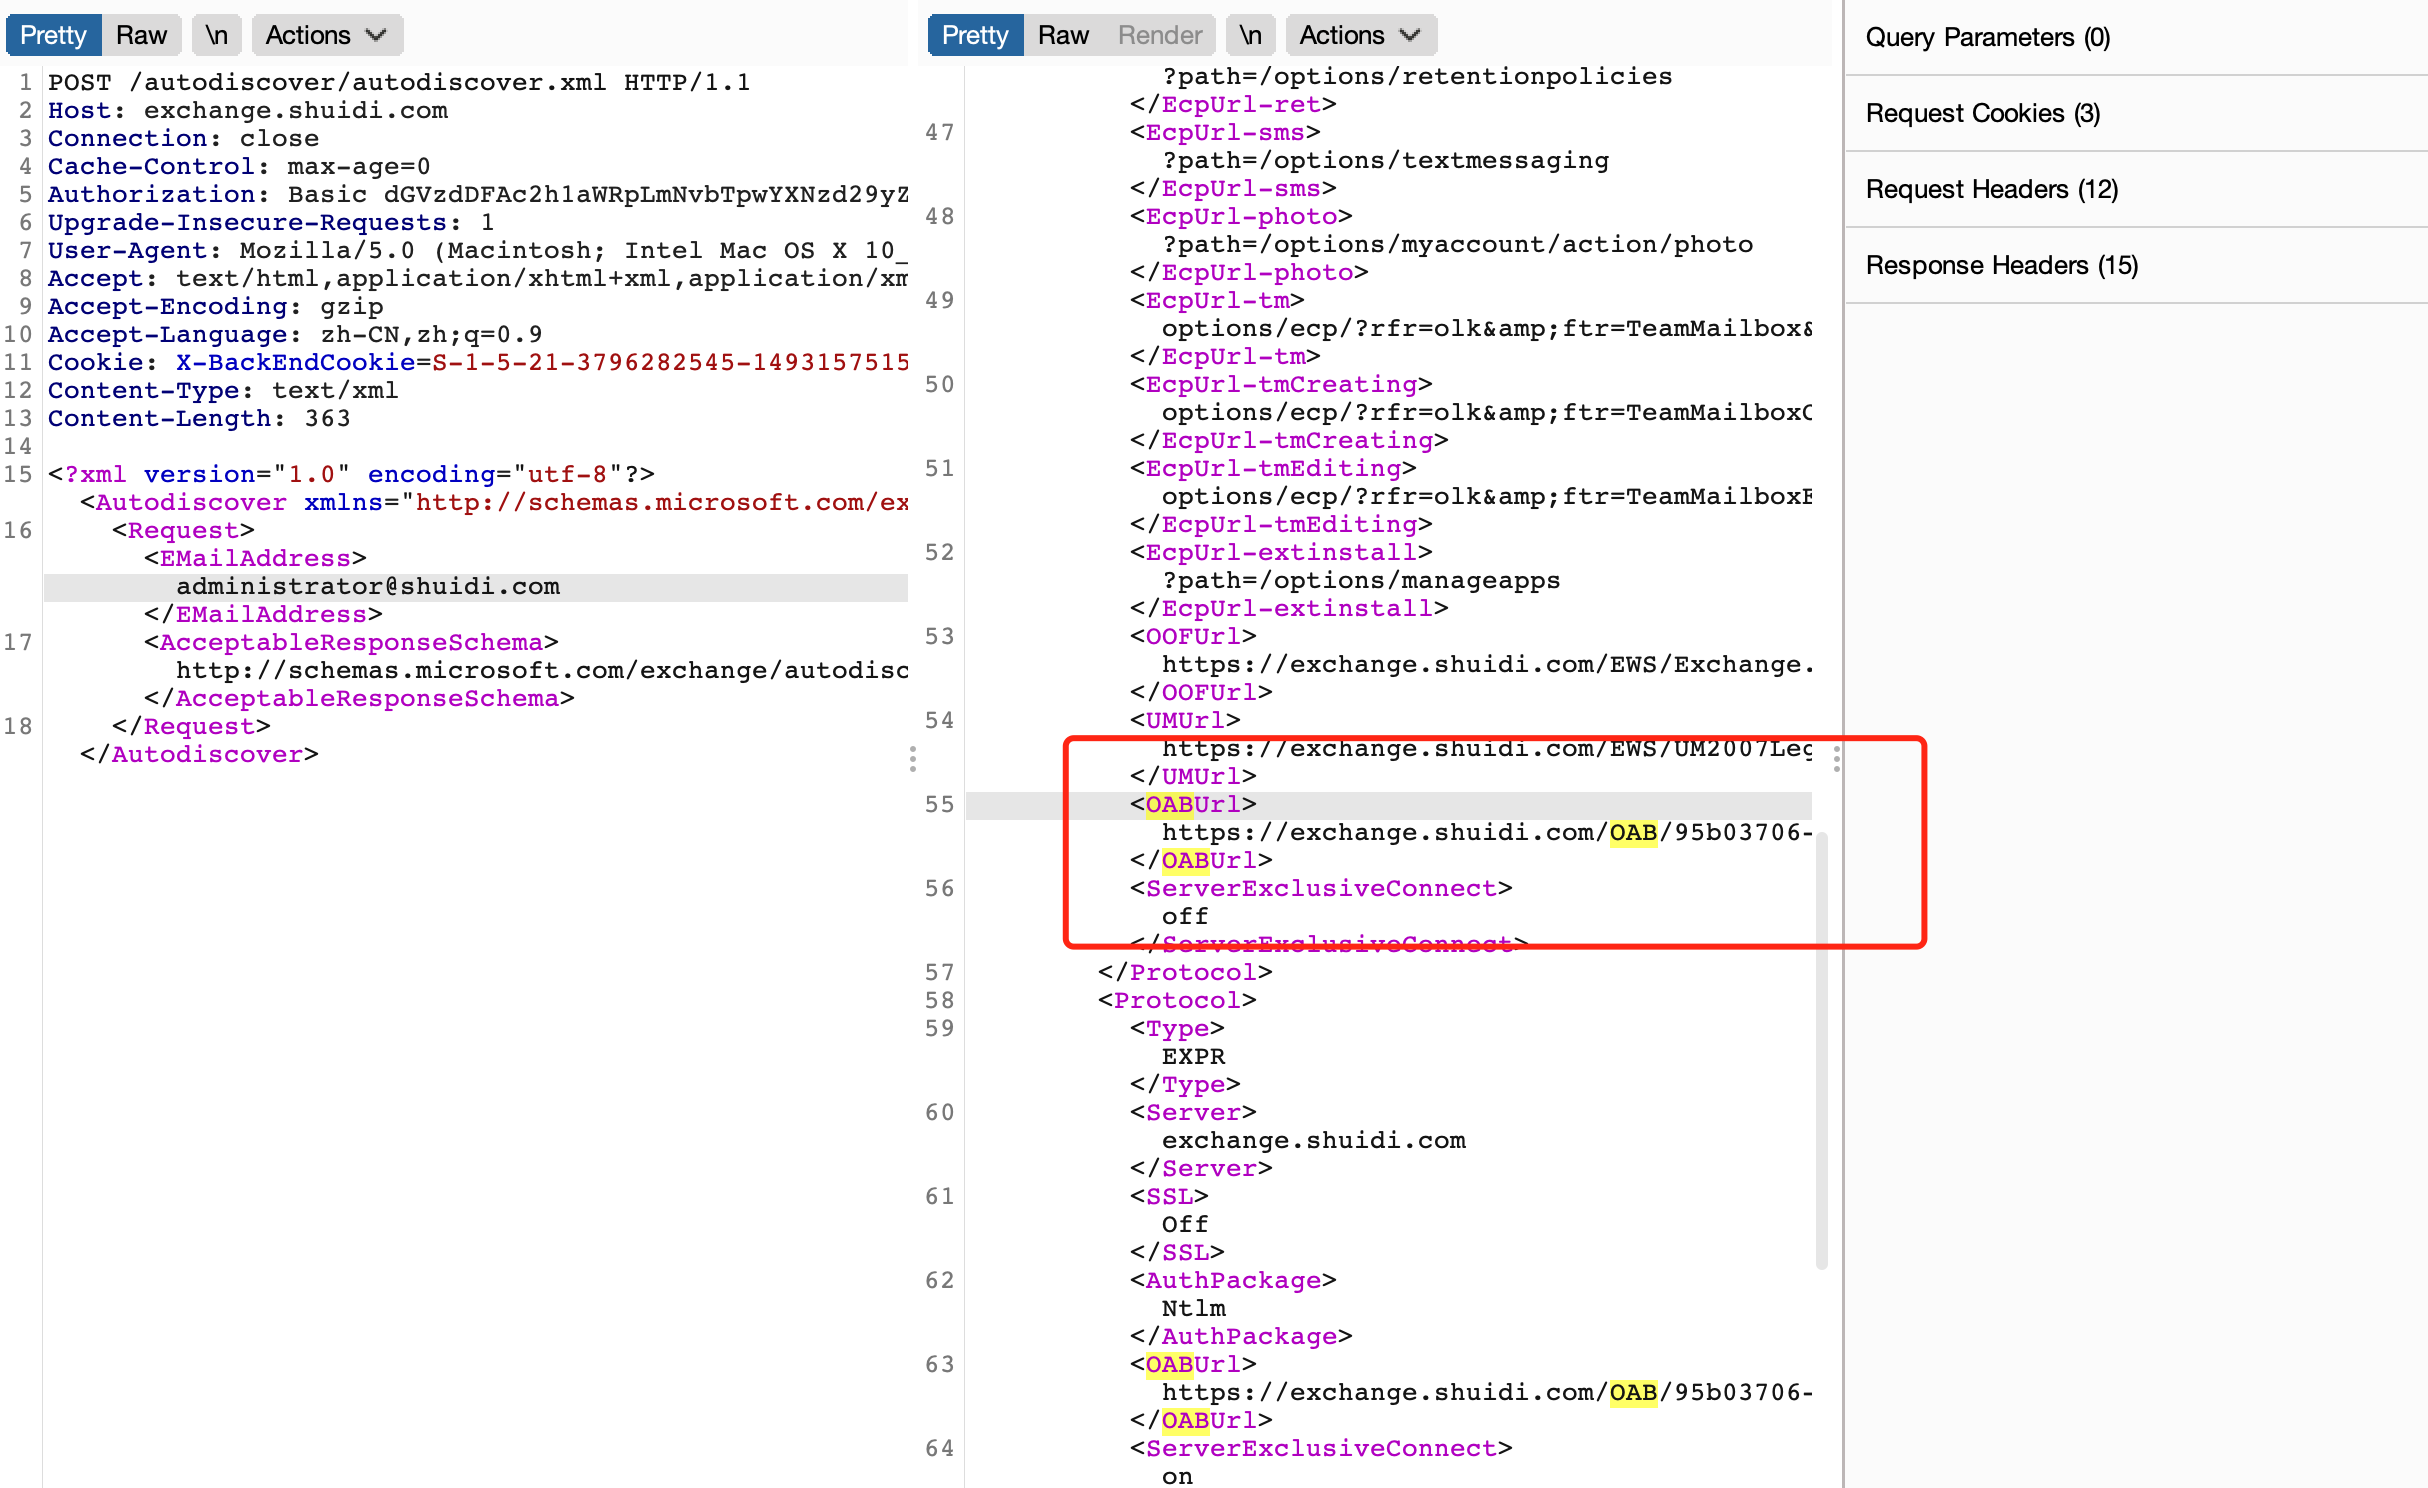 Pretty Raw \n Actions
1 POST /autodiscover/autodiscover.xml HTTP/1.1
2 Host: exchange.shuidi.com
3 Connection: close
4 Cache-Control: max-age=0
5 Authorization: Basic dGVzdDFAc2h1aWRpLmNvbTpwYXNzd29yZ
6 Upgrade-Insecure-Requests: 1
7 User-Agent: Mozilla/5.0 (Macintosh; Intel Mac OS X 10_
8 Accept: text/html,application/xhtml+xml,application/xm
9 Accept-Encoding: gzip
10 Accept-Language: zh-CN,zh;q=0.9
11 Cookie: X-BackEndCookie=S-1-5-21-3796282545-1493157515
12 Content-Type: text/xml
13 Content-Length: 363
14
15 <?xml version="1.0" encoding="utf-8"?>
<Autodiscover xmlns="http://schemas.microsoft.com/ex
16 <Request>
<EMailAddress>
administrator@shuidi.com
</EMailAddress>
17 <AcceptableResponseSchema>
http://schemas.microsoft.com/exchange/autodisc
</AcceptableResponseSchema>
18 </Request>
</Autodiscover>
Pretty Raw Render \n Actions
?path=/options/retentionpolicies
</EcpUrl-ret>
47 <EcpUrl-sms>
?path=/options/textmessaging
</EcpUrl-sms>
48 <EcpUrl-photo>
?path=/options/myaccount/action/photo
</EcpUrl-photo>
49 <EcpUrl-tm>
options/ecp/?rfr=olk&amp;ftr=TeamMailbox&
</EcpUrl-tm>
50 <EcpUrl-tmCreating>
options/ecp/?rfr=olk&amp;ftr=TeamMailboxC
</EcpUrl-tmCreating>
51 <EcpUrl-tmEditing>
options/ecp/?rfr=olk&amp;ftr=TeamMailboxE
</EcpUrl-tmEditing>
52 <EcpUrl-extinstall>
?path=/options/manageapps
</EcpUrl-extinstall>
53 <OOFUrl>
https://exchange.shuidi.com/EWS/Exchange.
</OOFUrl>
54 <UMUrl>
https://exchange.shuidi.com/EWS/UM2007Leg
</UMUrl>
55 <OABUrl>
https://exchange.shuidi.com/OAB/95b03706-
</OABUrl>
56 <ServerExclusiveConnect>
off
</ServerExclusiveConnect>
57 </Protocol>
58 <Protocol>
59 <Type>
EXPR
</Type>
60 <Server>
exchange.shuidi.com
</Server>
61 <SSL>
Off
</SSL>
62 <AuthPackage>
Ntlm
</AuthPackage>
63 <OABUrl>
https://exchange.shuidi.com/OAB/95b03706-
</OABUrl>
64 <ServerExclusiveConnect>
on
Query Parameters (0)
Request Cookies (3)
Request Headers (12)
Response Headers (15)